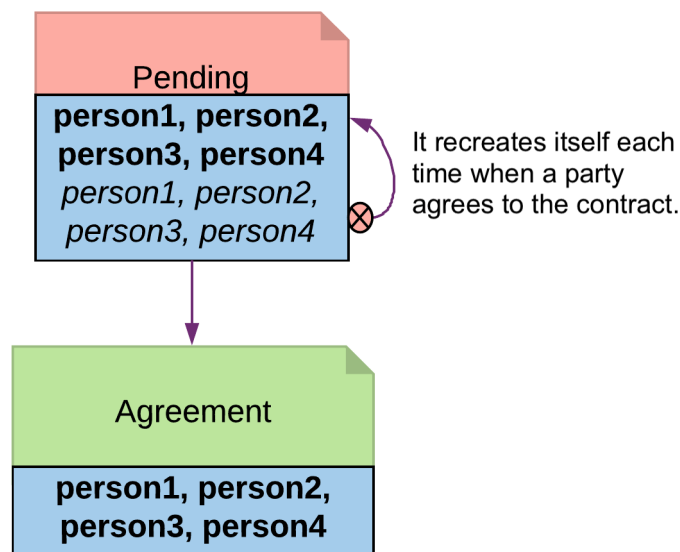 Pending
person1, person2,
person3, person4
person1, person2,
person3, person4
It recreates itself each
time when a party
agrees to the contract.
Agreement
person1, person2,
person3, person4